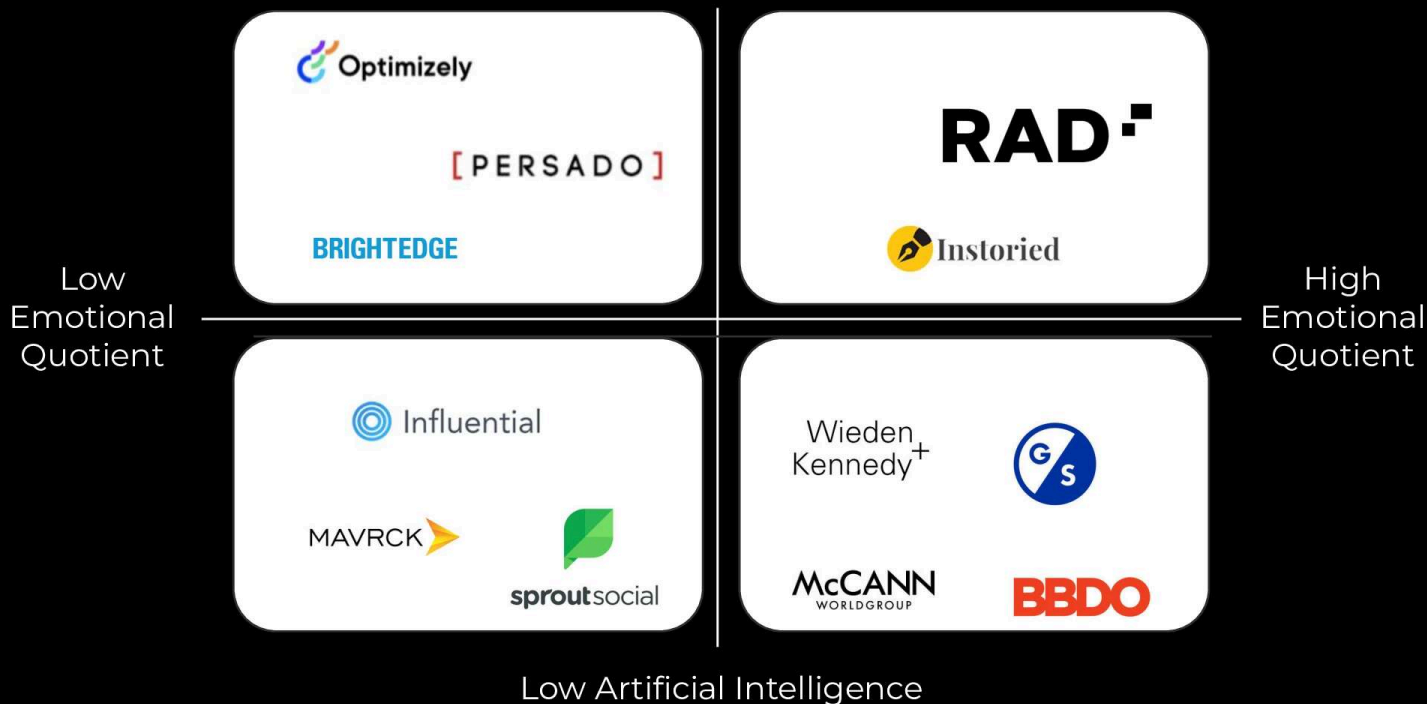 Optimizely
[PERSADO]
BRIGHTEDGE
RAD
Instoried
Low
Emotional
Quotient
High
Emotional
Quotient
Influential
MAVRCK
sproutsocial
Wieden
Kennedy+
G
S
McCANN
WORLDGROUP
BBDO
Low Artificial Intelligence